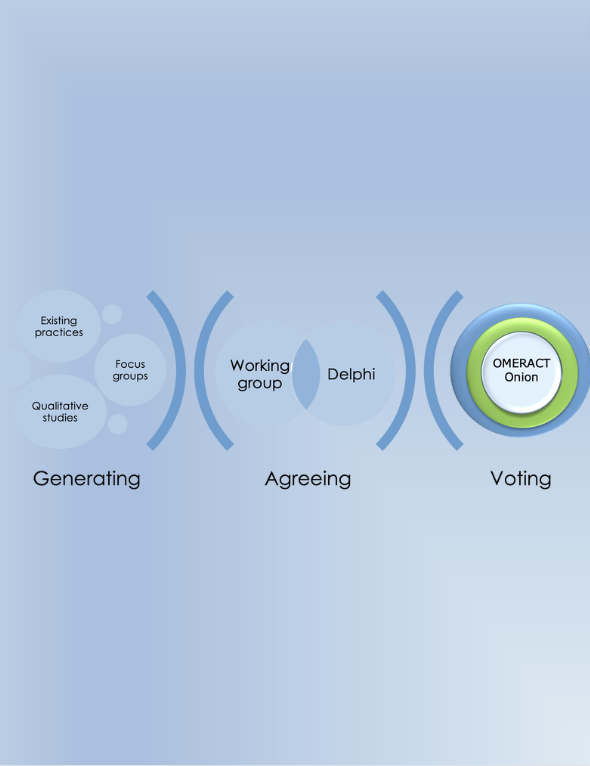 Existing
practices
Focus
groups
Qualitative
studies
Generating
Working
group
Delphi
Agreeing
OMERACT
Onion
Voting